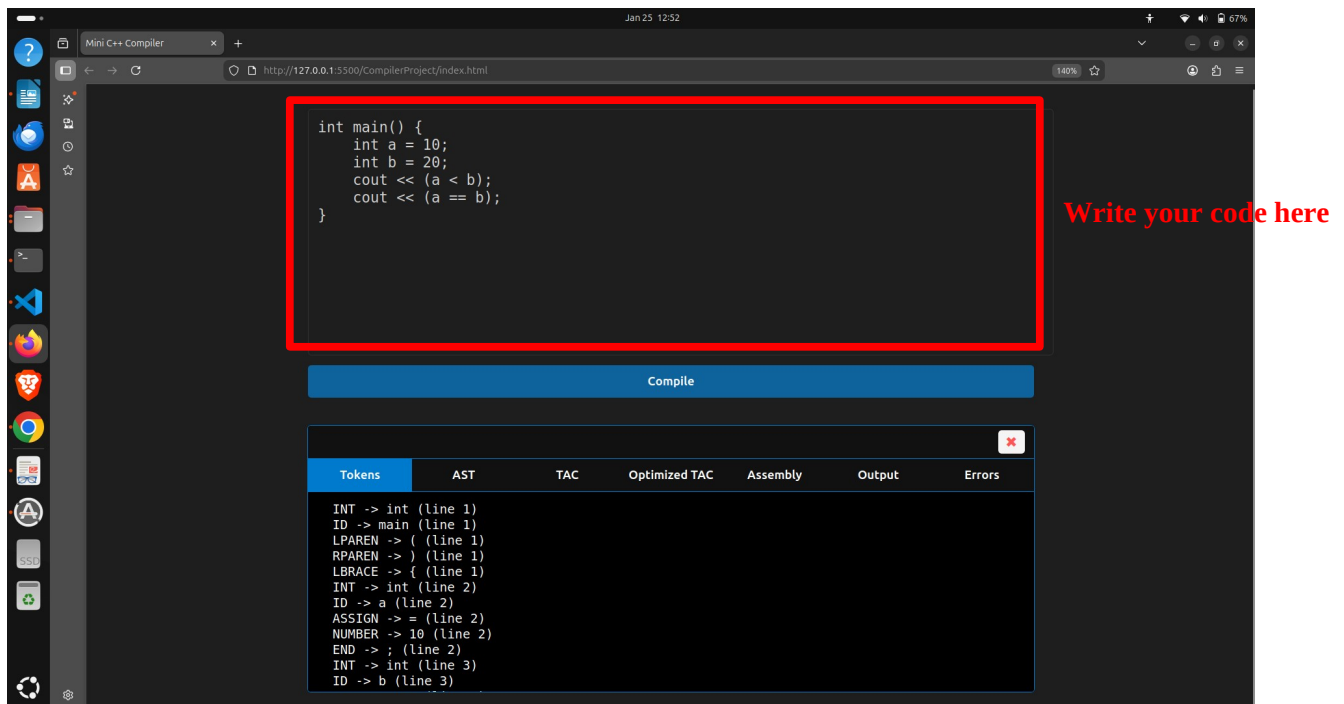 Jan 25 12:52
67%
Mini C++ Compiler
http://127.0.0.1:5500/CompilerProject/index.html
140%
int main() {
    int a = 10;
    int b = 20;
    cout << (a < b);
    cout << (a == b);
}
Write your code here
Compile
Tokens AST TAC Optimized TAC Assembly Output Errors
INT -> int (line 1)
ID -> main (line 1)
LPAREN -> ( (line 1)
RPAREN -> ) (line 1)
LBRACE -> { (line 1)
INT -> int (line 2)
ID -> a (line 2)
ASSIGN -> = (line 2)
NUMBER -> 10 (line 2)
END -> ; (line 2)
INT -> int (line 3)
ID -> b (line 3)
SSD